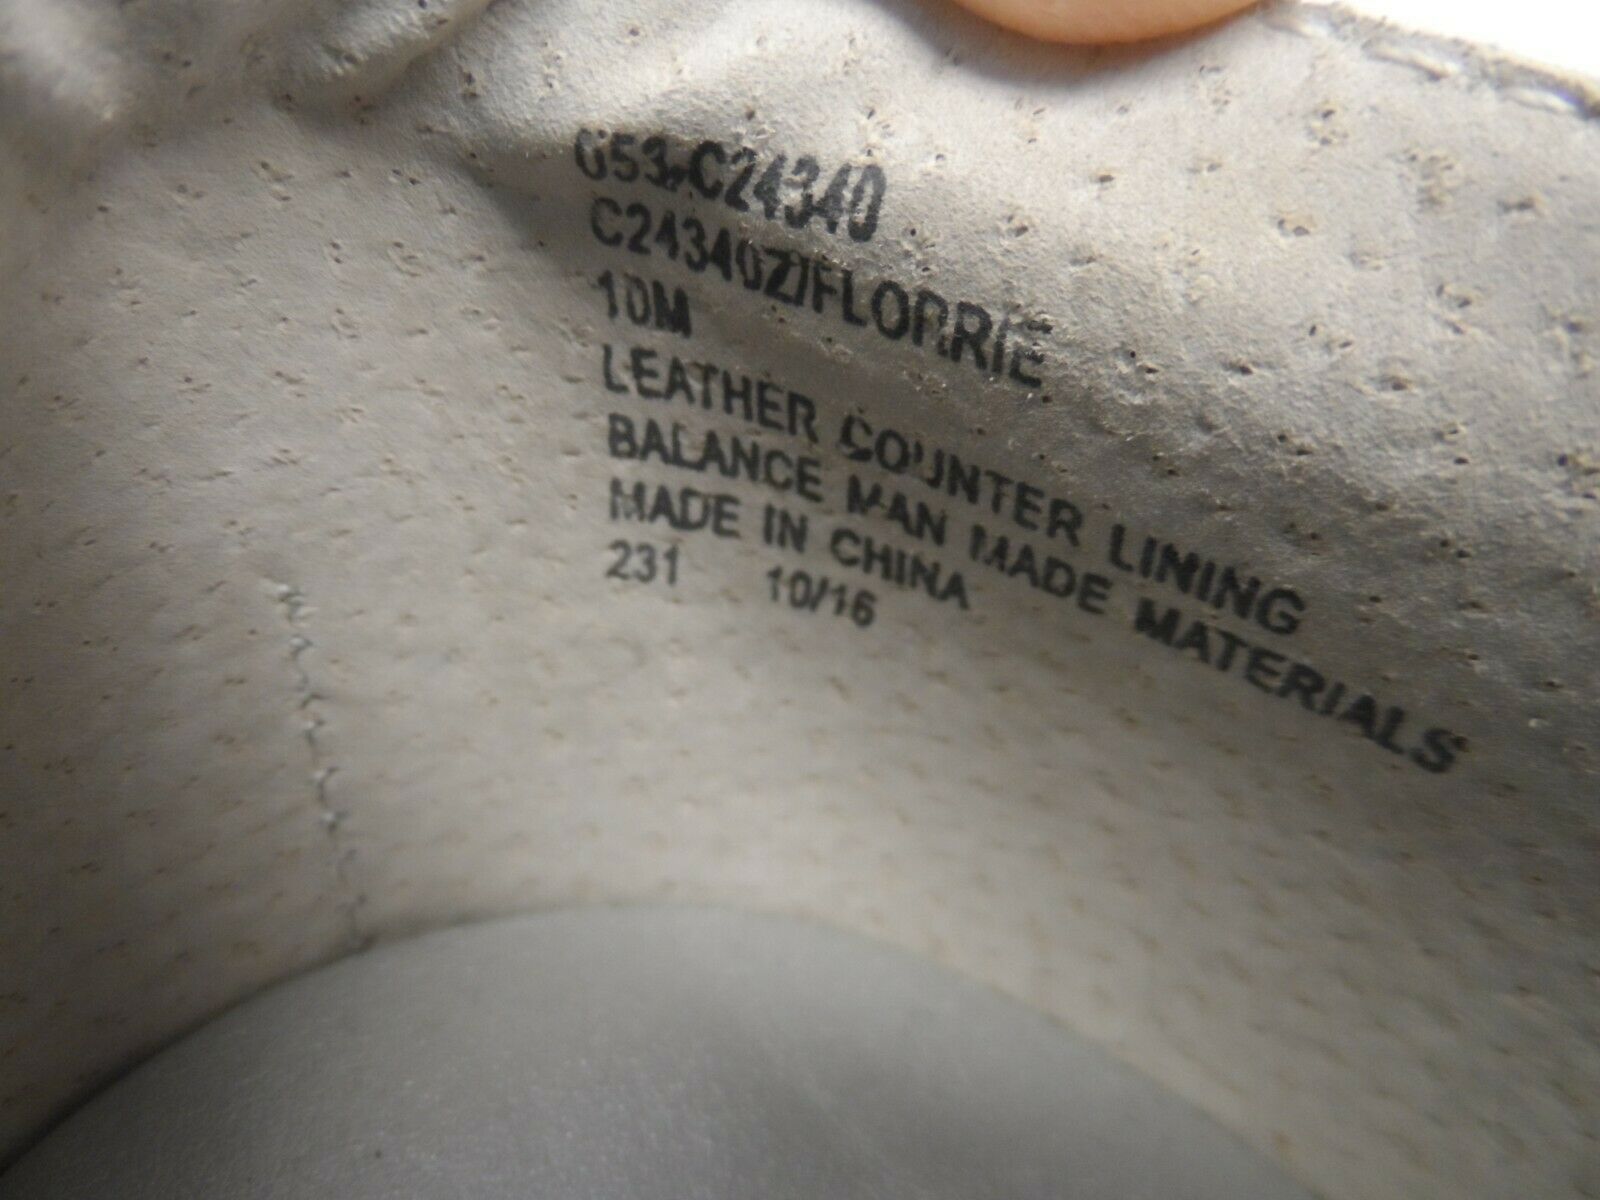 053-C24340
C24340Z/FLORRIE
10M
LEATHER COUNTER LINING
BALANCE MAN MADE MATERIALS
MADE IN CHINA
231 10/16